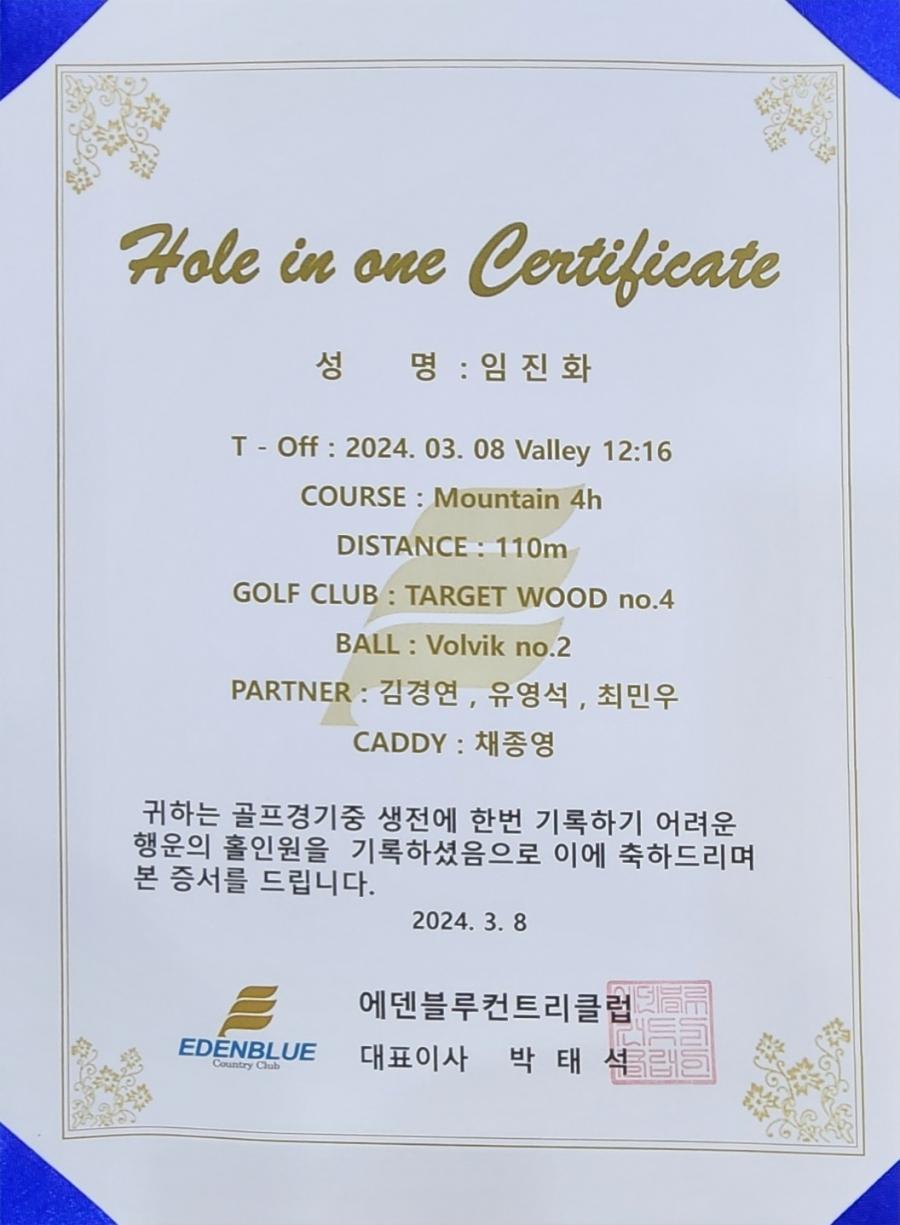 Hole in one Certificate
성 명 : 임 진 화
T - Off : 2024. 03. 08 Valley 12:16
COURSE : Mountain 4h
DISTANCE : 110m
GOLF CLUB : TARGET WOOD no.4
BALL : Volvik no.2
PARTNER : 김경연 , 유영석 , 최민우
CADDY : 채종영
귀하는 골프경기중 생전에 한번 기록하기 어려운
행운의 홀인원을 기록하셨음으로 이에 축하드리며
본 증서를 드립니다.
2024. 3. 8
에덴블루컨트리클럽
EDENBLUE
Country Club
대표이사 박 태 석